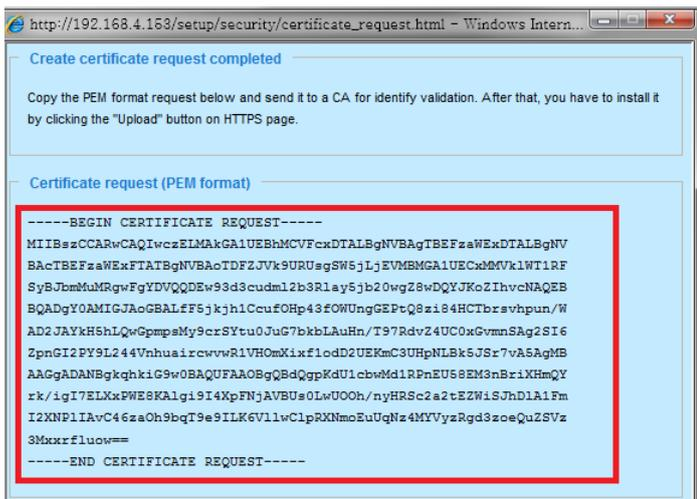 http://192.168.4.153/setup/security/certificate_request.html - Windows Intern...
Create certificate request completed
Copy the PEM format request below and send it to a CA for identify validation. After that, you have to install it
by clicking the "Upload" button on HTTPS page.
Certificate request (PEM format)
-----BEGIN CERTIFICATE REQUEST-----
MIIBszCCARwCAQIwczELMAkGA1UEBhMCVFcxDTALBgNVBAgTBEFzaWExDTALBgNV
BAcTBEFzaWExFTATBgNVBAoTDFZJVk9URUsgSW5jLjEVMBMGA1UECxMMVklWT1RF
SyBJbmMuMRgwFgYDVQQDEw93d3cudml2b3Rlay5jb20wgZ8wDQYJKoZIhvcNAQEB
BQADgY0AMIGJAoGBALfF5jkjh1CcufOHp43fOWUngGEPtQ8zi84HCTbrsvhpun/W
AD2JAYkH5hLQwGpmpsMy9crSYtu0JuG7bkbLAuHn/T97RdvZ4UC0xGvmnSAg2SI6
ZpnGI2PY9L244VnhuaircwvwR1VHOmXixf1odD2UEKmC3UHpNLBk5JSr7vA5AgMB
AAGgADANBgkqhkiG9w0BAQUFAAOBgQBdQgpKdU1cbwMd1RPnEU58EM3nBriXHmQY
rk/igI7ELXxPWE8KAlgi9I4XpFNjAVBUs0LwUOOh/nyHRSc2a2tEZWiSJhDlA1Fm
I2XNPlIAvC46zaOh9bqT9e9ILK6VllwClpRXNmoEuUqNz4MYVyzRgd3zoeQuZSVz
3Mxxrfluow==
-----END CERTIFICATE REQUEST-----